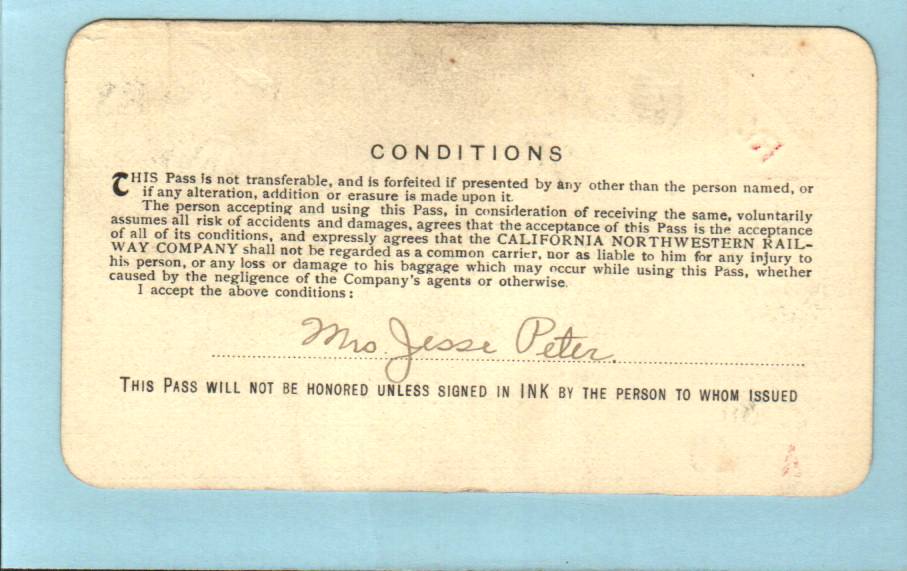 CONDITIONS
THIS Pass is not transferable, and is forfeited if presented by any other than the person named, or
if any alteration, addition or erasure is made upon it.
The person accepting and using this Pass, in consideration of receiving the same, voluntarily
assumes all risk of accidents and damages, agrees that the acceptance of this Pass is the acceptance
of all of its conditions, and expressly agrees that the CALIFORNIA NORTHWESTERN RAIL-
WAY COMPANY shall not be regarded as a common carrier, nor as liable to him for any injury to
his person, or any loss or damage to his baggage which may occur while using this Pass, whether
caused by the negligence of the Company's agents or otherwise.
I accept the above conditions:
Mrs Jesse Peter.
THIS PASS WILL NOT BE HONORED UNLESS SIGNED IN INK BY THE PERSON TO WHOM ISSUED